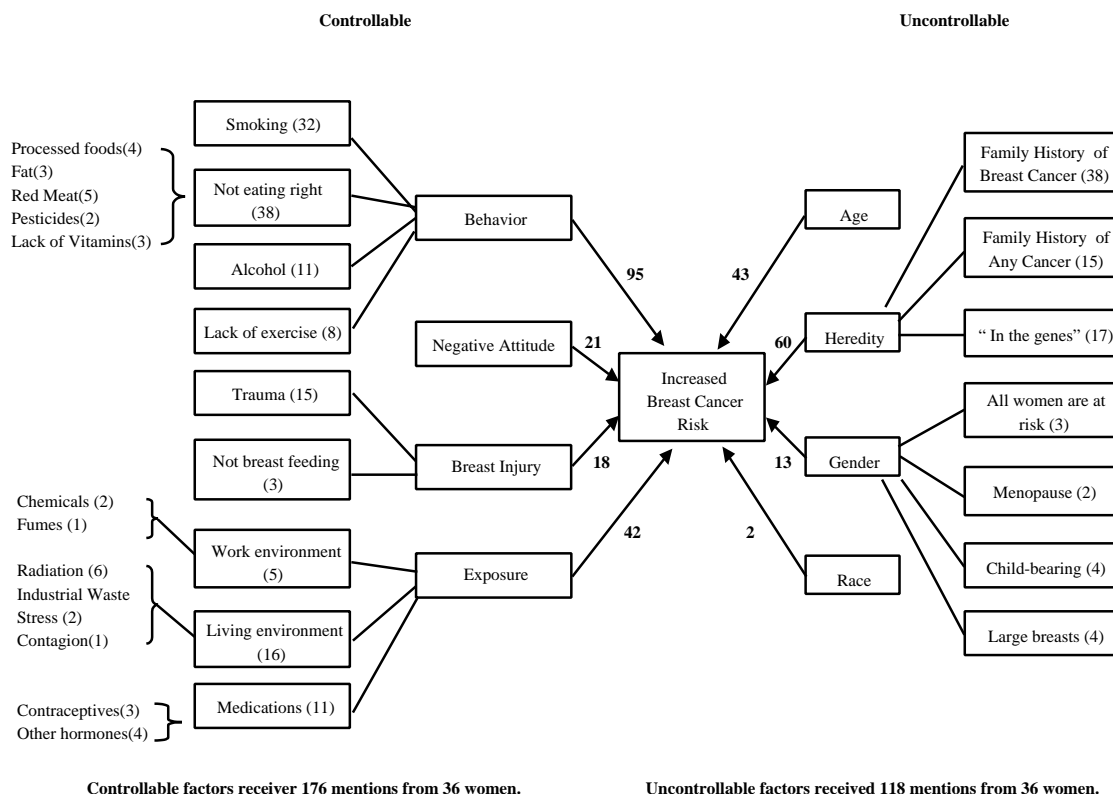 Controllable
Uncontrollable
Smoking (32)
Processed foods(4)
Fat(3)
Red Meat(5)
Pesticides(2)
Lack of Vitamins(3)
Not eating right
(38)
Alcohol (11)
Lack of exercise (8)
Behavior
95
Negative Attitude
21
Trauma (15)
Not breast feeding
(3)
Breast Injury
18
Chemicals (2)
Fumes (1)
Work environment
(5)
Radiation (6)
Industrial Waste
Stress (2)
Contagion(1)
Living environment
(16)
Exposure
42
Contraceptives(3)
Other hormones(4)
Medications (11)
Increased
Breast Cancer
Risk
Age
43
Heredity
60
Family History of
Breast Cancer (38)
Family History of
Any Cancer (15)
“ In the genes” (17)
Gender
13
All women are at
risk (3)
Menopause (2)
Child-bearing (4)
Large breasts (4)
Race
2
Controllable factors receiver 176 mentions from 36 women.
Uncontrollable factors received 118 mentions from 36 women.